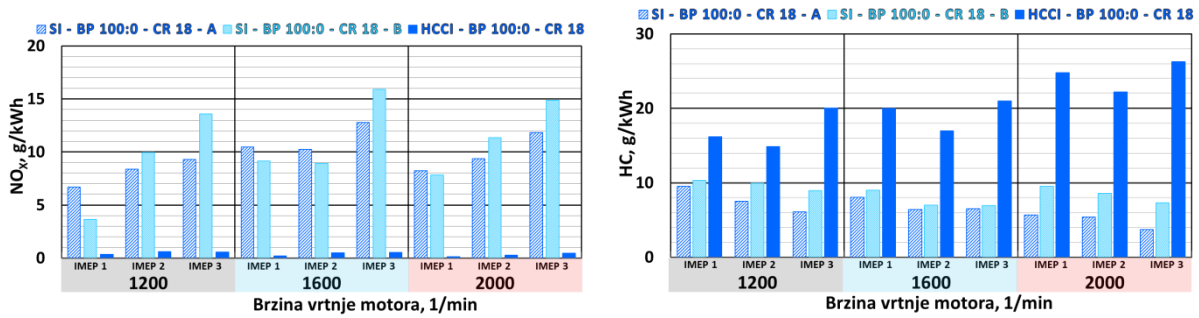 SI - BP 100:0 - CR 18 - A SI - BP 100:0 - CR 18 - B HCCI - BP 100:0 - CR 18
NOX, g/kWh
20
15
10
5
0
IMEP 1 IMEP 2 IMEP 3 IMEP 1 IMEP 2 IMEP 3 IMEP 1 IMEP 2 IMEP 3
1200 1600 2000
Brzina vrtnje motora, 1/min
SI - BP 100:0 - CR 18 - A SI - BP 100:0 - CR 18 - B HCCI - BP 100:0 - CR 18
HC, g/kWh
30
20
10
0
IMEP 1 IMEP 2 IMEP 3 IMEP 1 IMEP 2 IMEP 3 IMEP 1 IMEP 2 IMEP 3
1200 1600 2000
Brzina vrtnje motora, 1/min